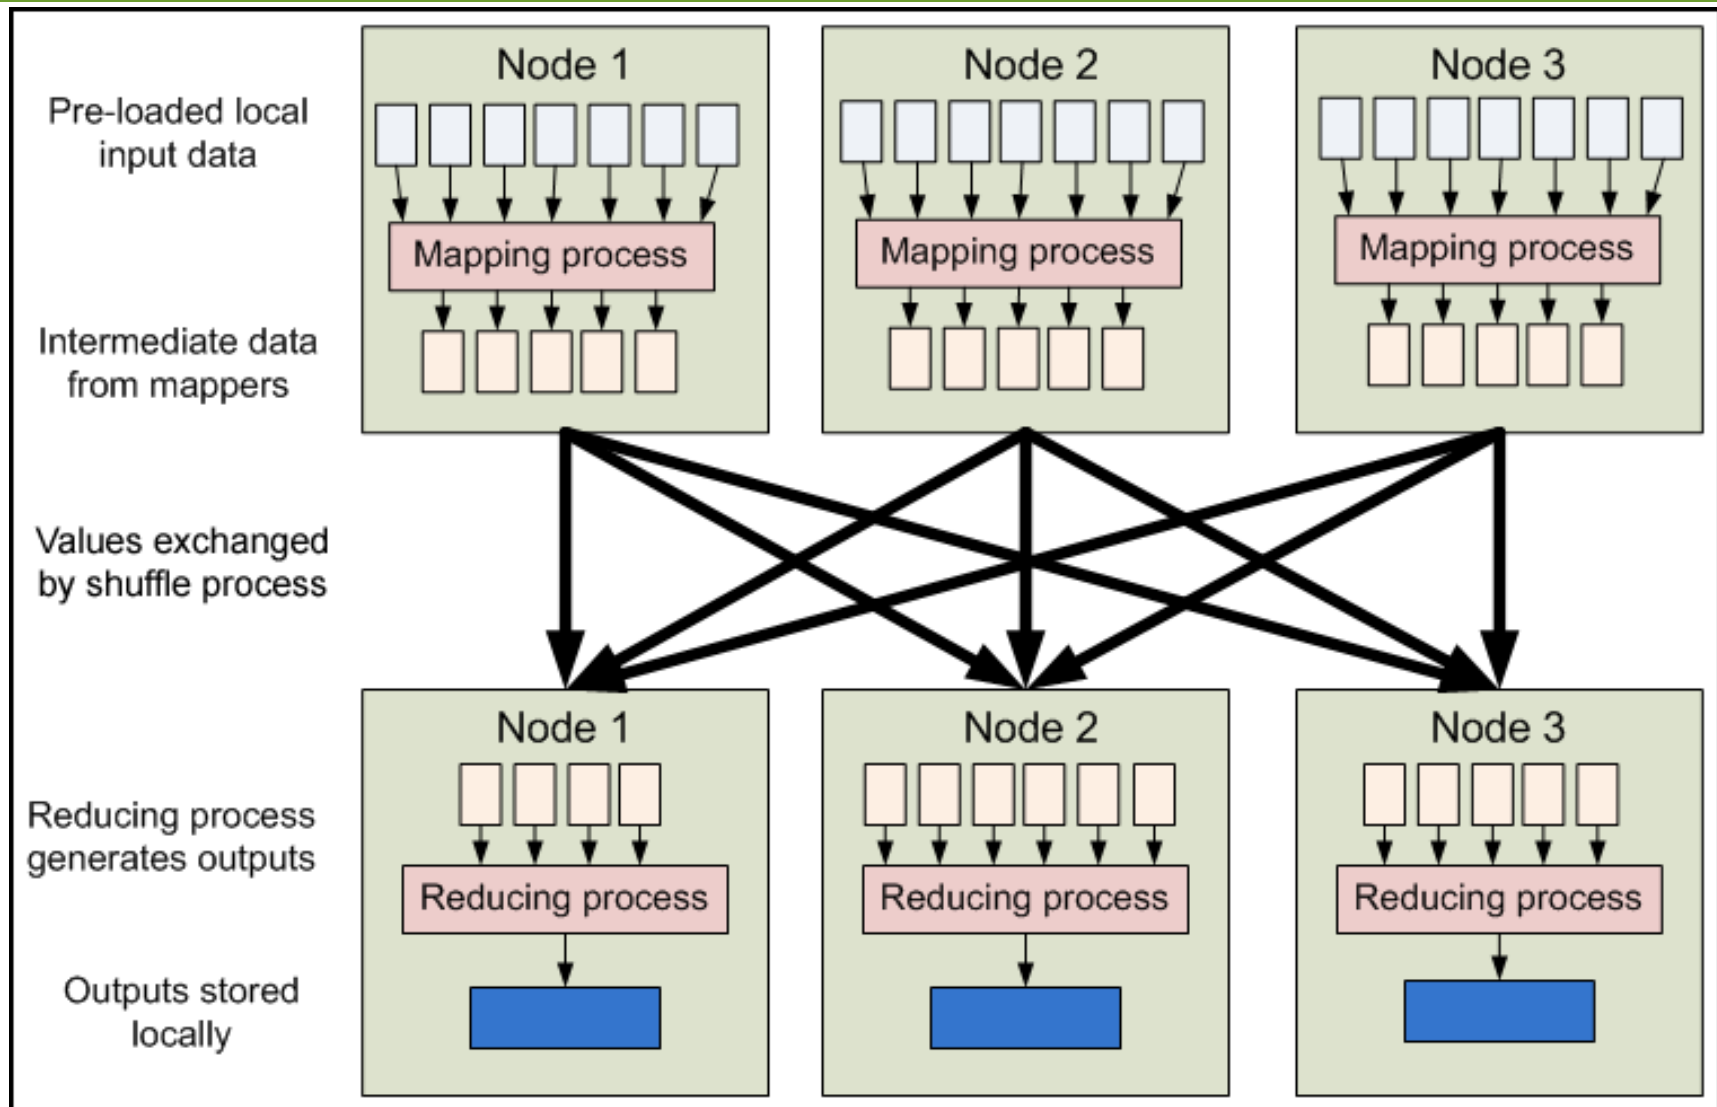 Node 1
Node 2
Node 3
Pre-loaded local
input data
Mapping process
Mapping process
Mapping process
Intermediate data
from mappers
Values exchanged
by shuffle process
Node 1
Node 2
Node 3
Reducing process
generates outputs
Reducing process
Reducing process
Reducing process
Outputs stored
locally